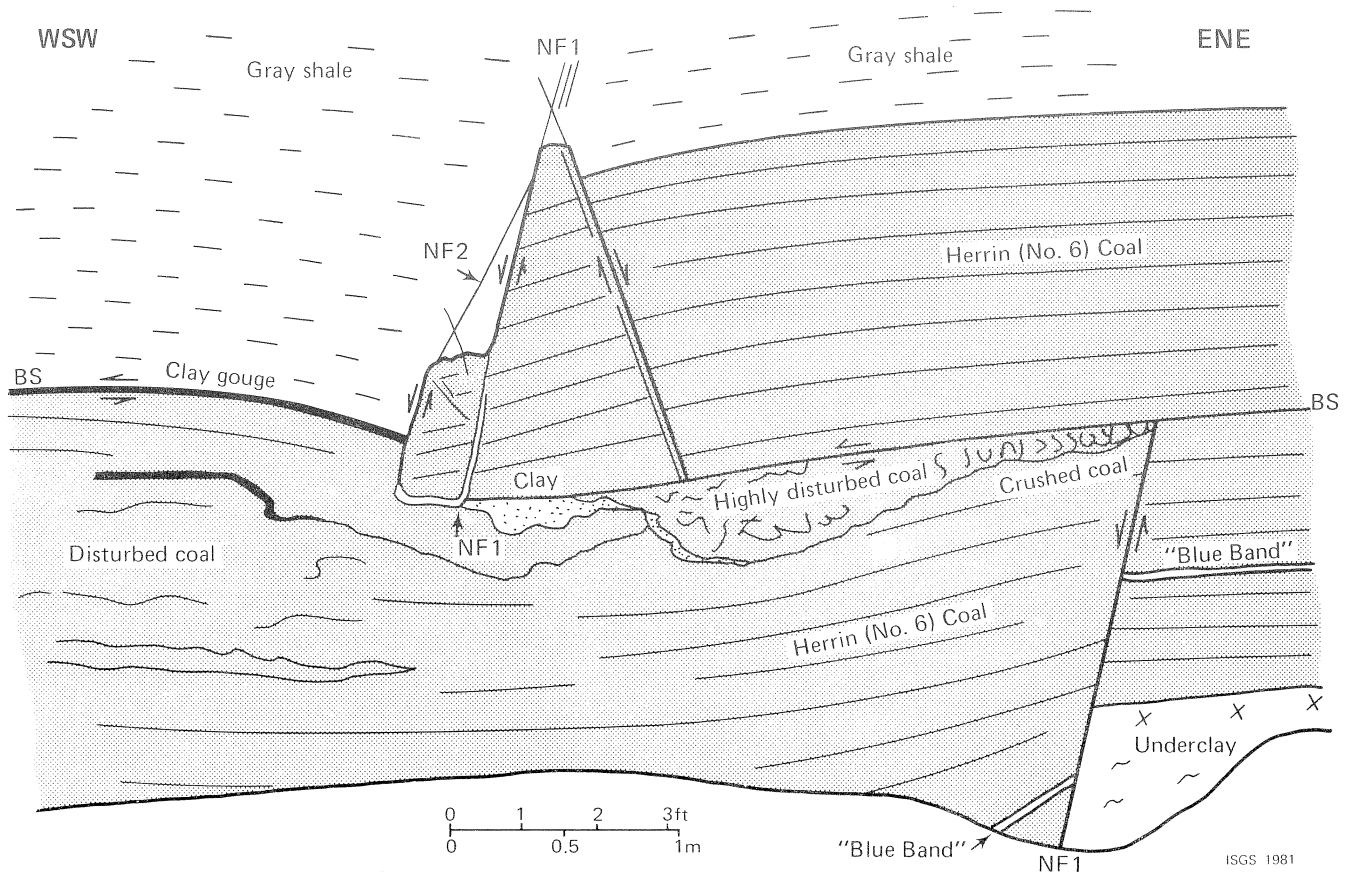 WSW
NF1
ENE
Gray shale
Gray shale
NF2
Herrin (No. 6) Coal
BS
Clay gouge
BS
Clay
Highly disturbed coal
Crushed coal
NF1
Disturbed coal
"Blue Band"
Herrin (No. 6) Coal
Underclay
0 1 2 3ft
0 0.5 1m
"Blue Band"
NF1
ISGS 1981